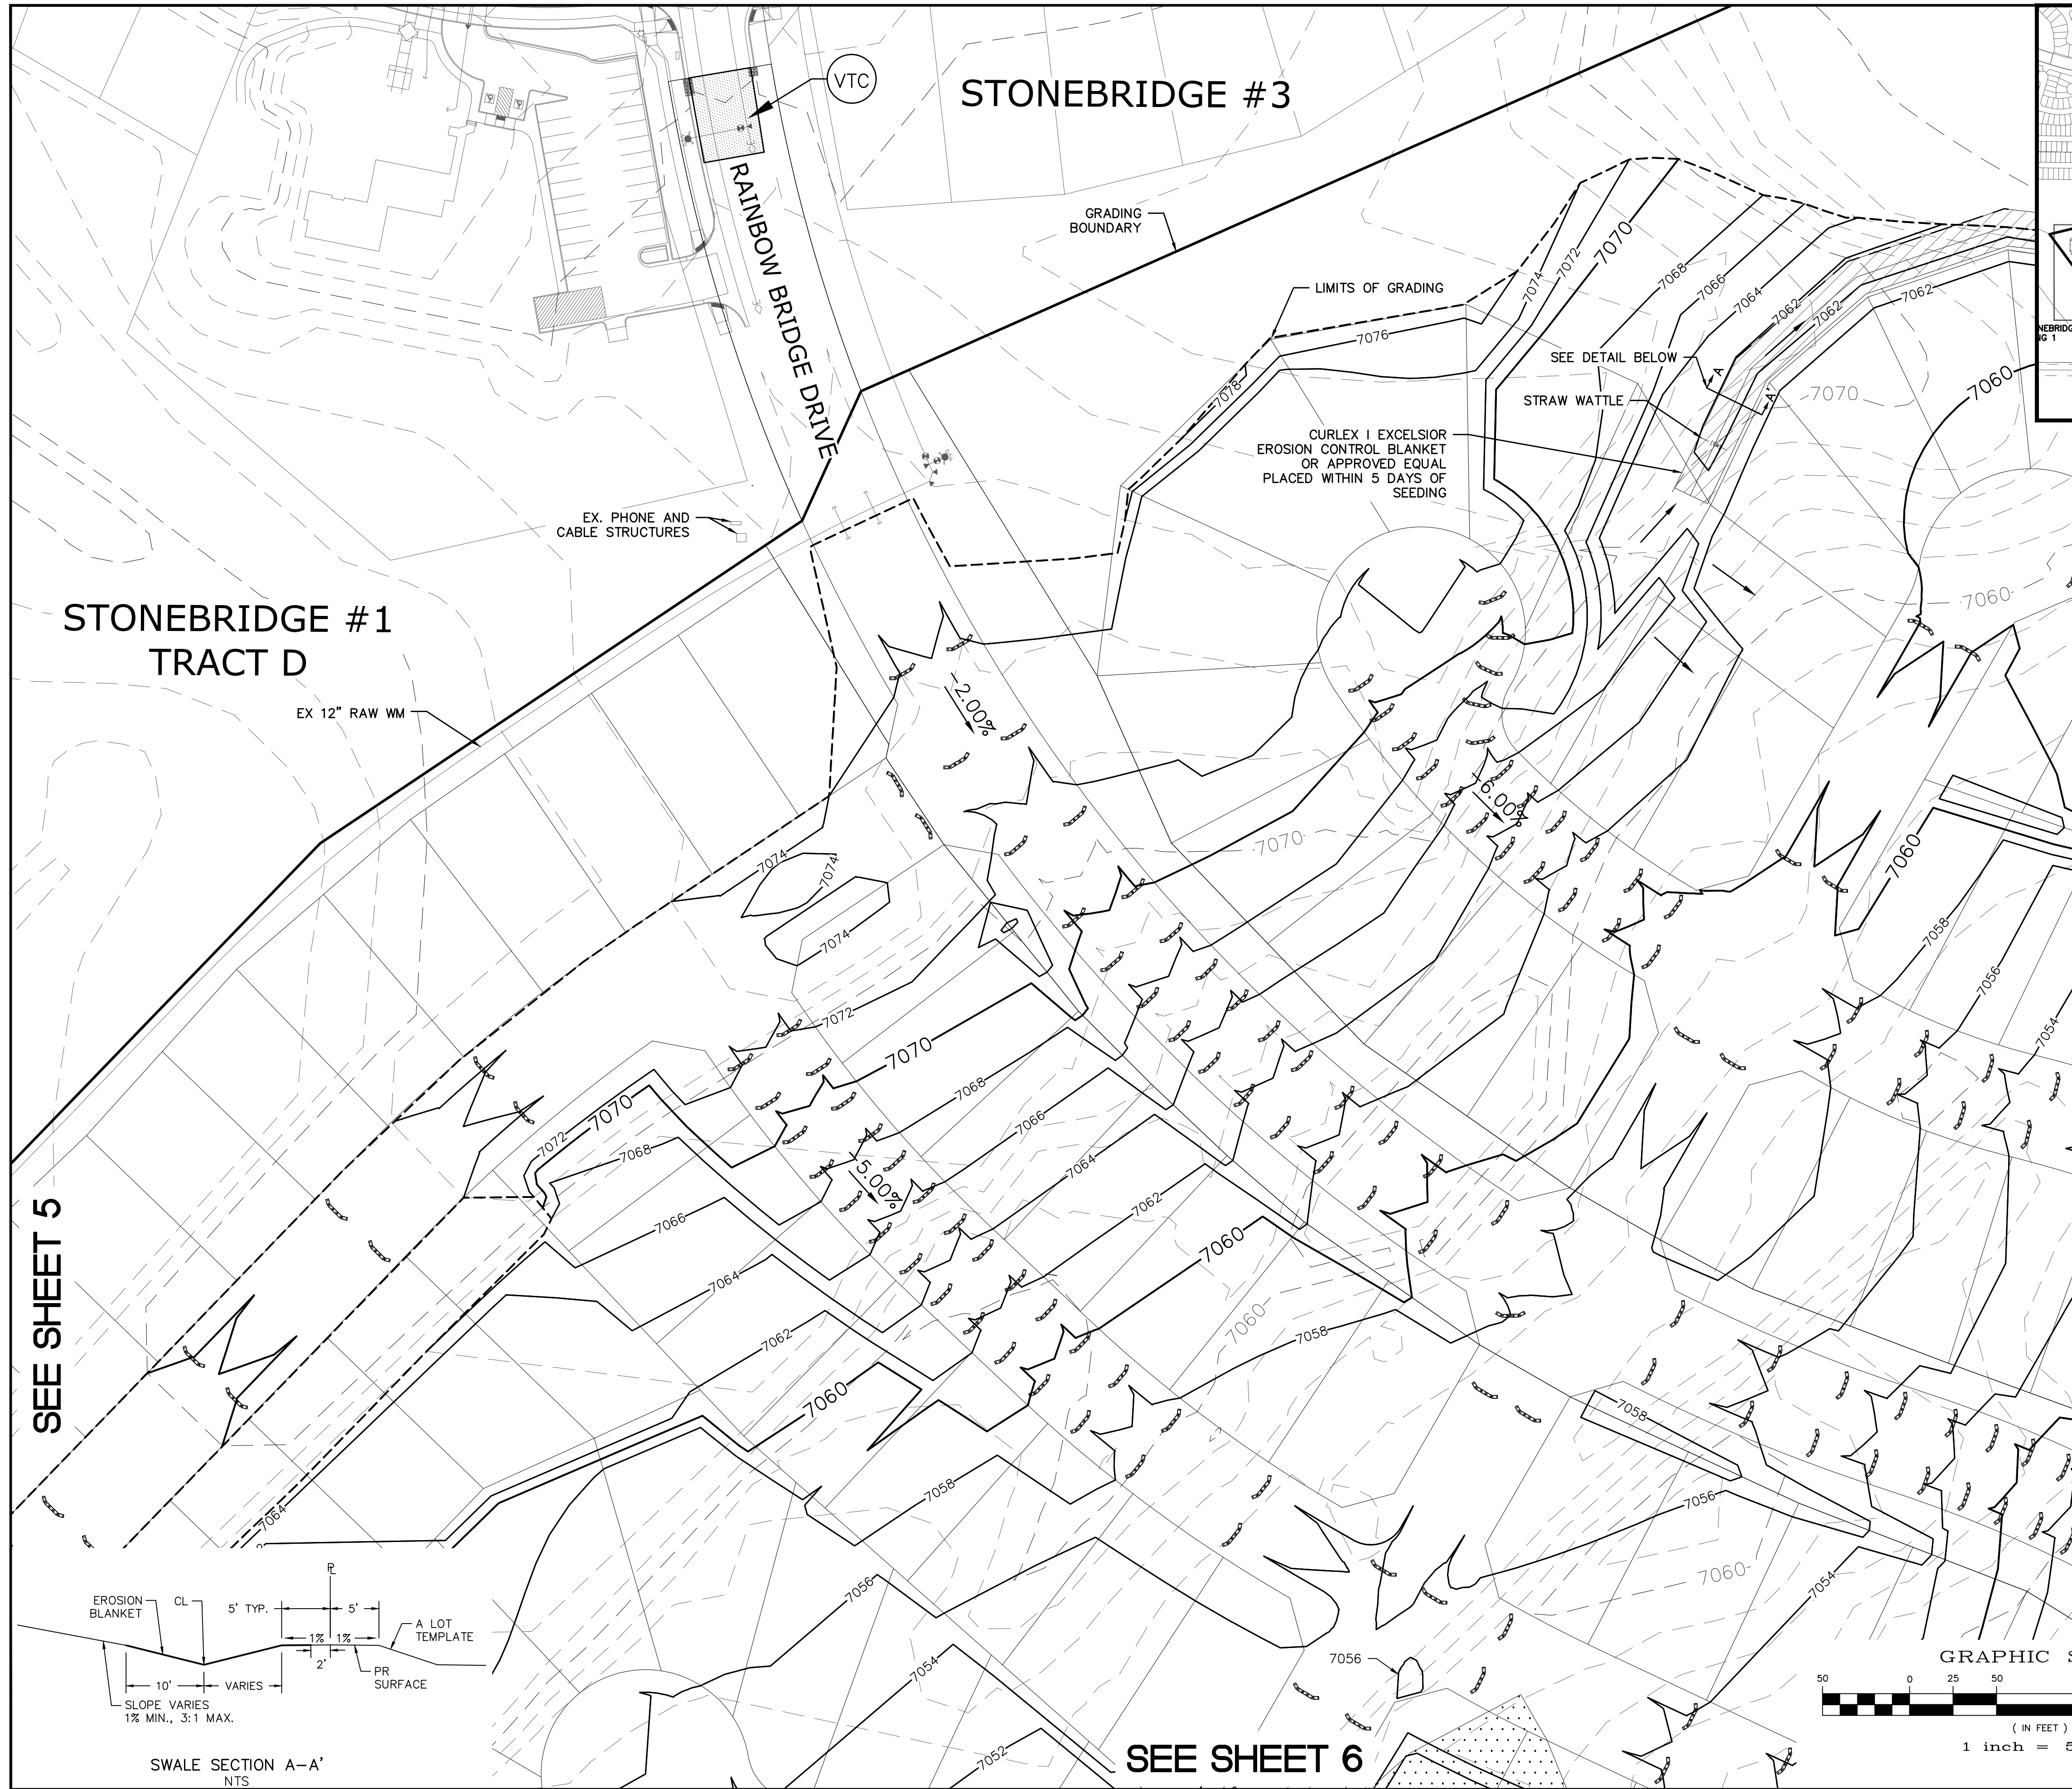 VTC
STONEBRIDGE #3
RAINBOW BRIDGE DRIVE
GRADING
BOUNDARY
LIMITS OF GRADING
7078
7076
7074
7072
7070
7068
7066
7064
7062
7062
7062
SEE DETAIL BELOW
A
A'
STRAW WATTLE
7070
7060
CURLEX I EXCELSIOR
EROSION CONTROL BLANKET
OR APPROVED EQUAL
PLACED WITHIN 5 DAYS OF
SEEDING
NEBRIDG
NG 1
EX. PHONE AND
CABLE STRUCTURES
STONEBRIDGE #1
TRACT D
EX 12" RAW WM
7060
-2.00%
-6.00%
7070
7074
7074
7074
7060
7058
7056
7054
7072
7070
7068
7066
7064
7062
7060
7072
7070
7068
-5.00%
7066
7064
7062
7060
7060
7058
7058
7058
7056
7060
7054
7056
7054
7052
7056
7064
SEE SHEET 5
EROSION
BLANKET
CL
5' TYP.
5'
1%
1%
2'
A LOT
TEMPLATE
PR
SURFACE
10'
VARIES
SLOPE VARIES
1% MIN., 3:1 MAX.
SWALE SECTION A-A'
NTS
SEE SHEET 6
GRAPHIC S
50
0
25
50
( IN FEET )
1 inch = 5